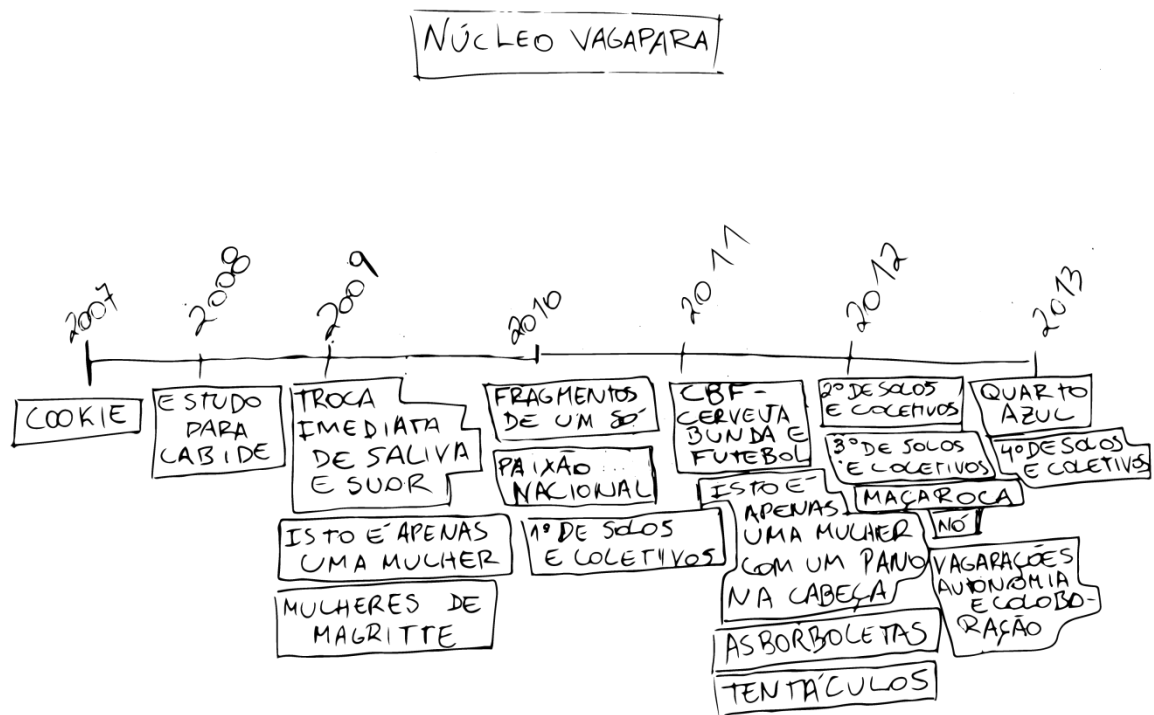 NÚCLEO VAGAPARA
2007
2008
2009
2010
2011
2012
2013
COOKIE
ESTUDO
PARA
CABIDE
TROCA
IMEDIATA
DE SALIVA
E SUOR
ISTO É APENAS
UMA MULHER
MULHERES DE
MAGRITTE
FRAGMENTOS
DE UM SÓ
PAIXÃO
NACIONAL
1º DE SOLOS
E COLETIVOS
CBF-
CERVEJA
BUNDA E
FUTEBOL
ISTO É
APENAS
UMA MULHER
COM UM PANO
NA CABEÇA
AS BORBOLETAS
TENTÁCULOS
2º DE SOLOS
E COLETIVOS
3º DE SOLOS
E COLETIVOS
MAÇAROCA
NÓ
VAGARAÇÕES
AUTONOMIA
E COLOBO-
RAÇÃO
QUARTO
AZUL
4º DE SOLOS
E COLETIVOS